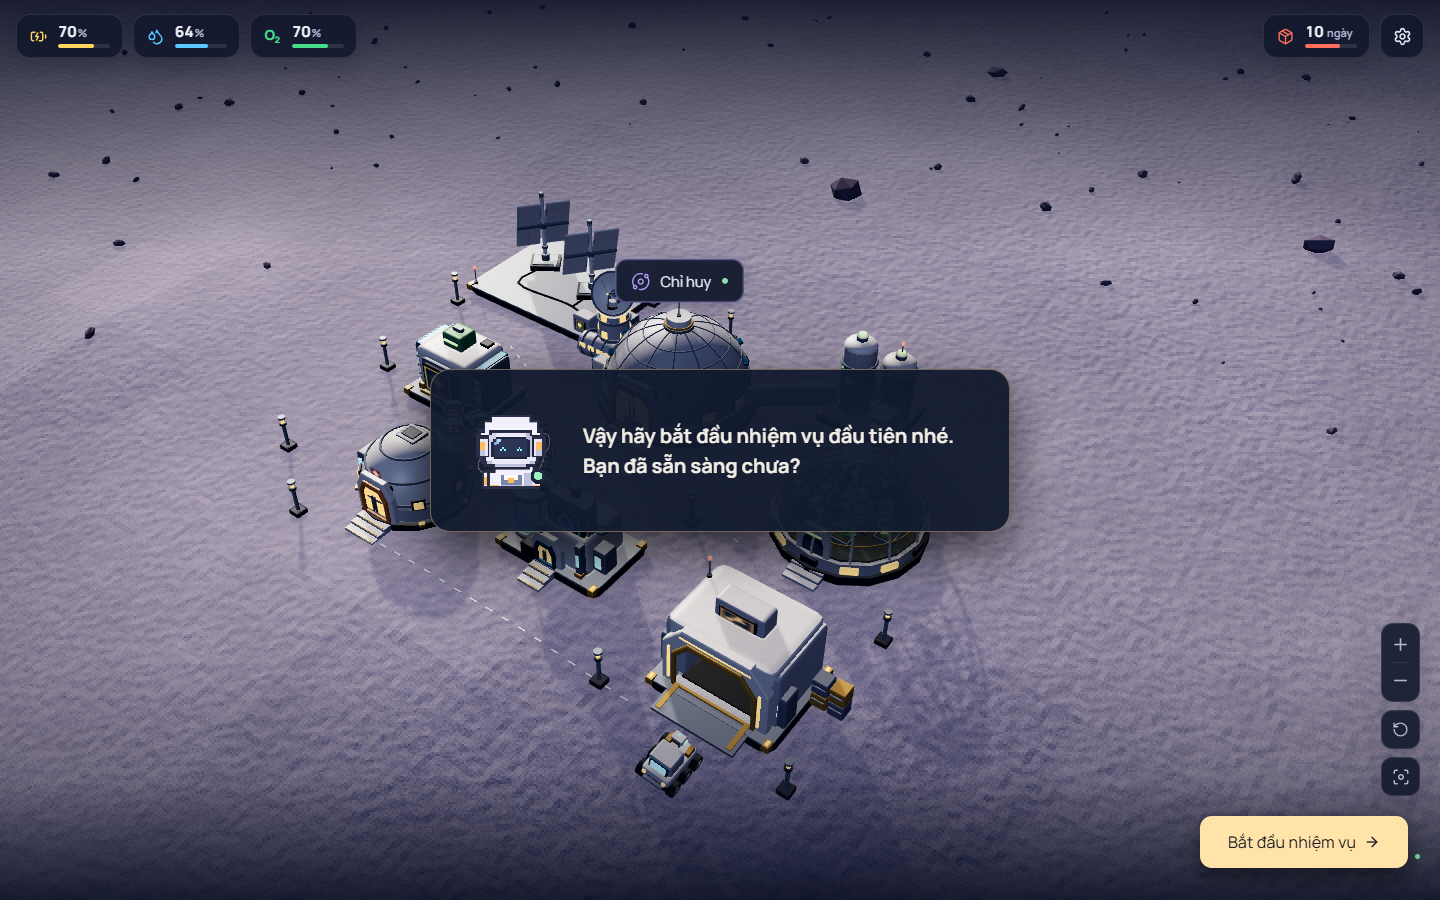 70%
64%
O₂ 70%
10 ngày
Chỉ huy
Vậy hãy bắt đầu nhiệm vụ đầu tiên nhé.
Bạn đã sẵn sàng chưa?
Bắt đầu nhiệm vụ →